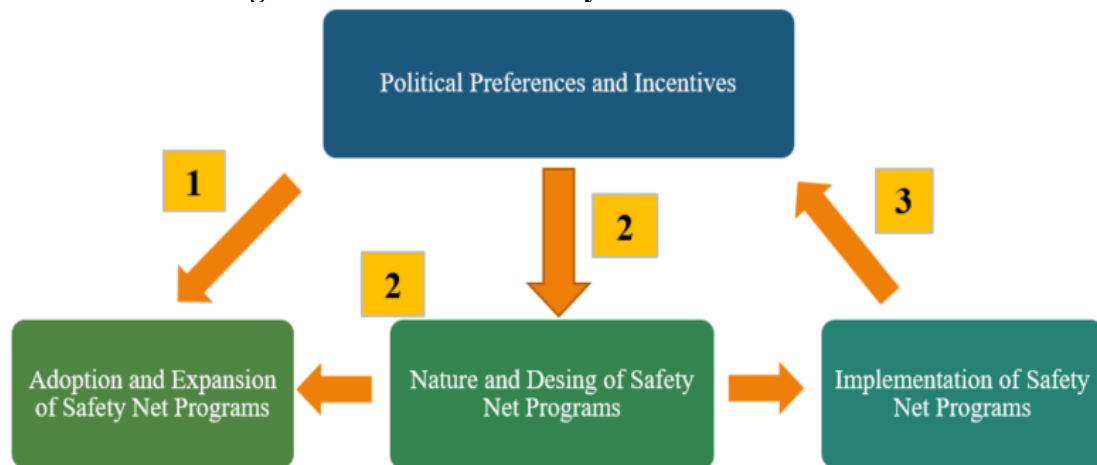 Political Preferences and Incentives
1
2
3
2
Adoption and Expansion
of Safety Net Programs
Nature and Desing of Safety
Net Programs
Implementation of Safety
Net Programs